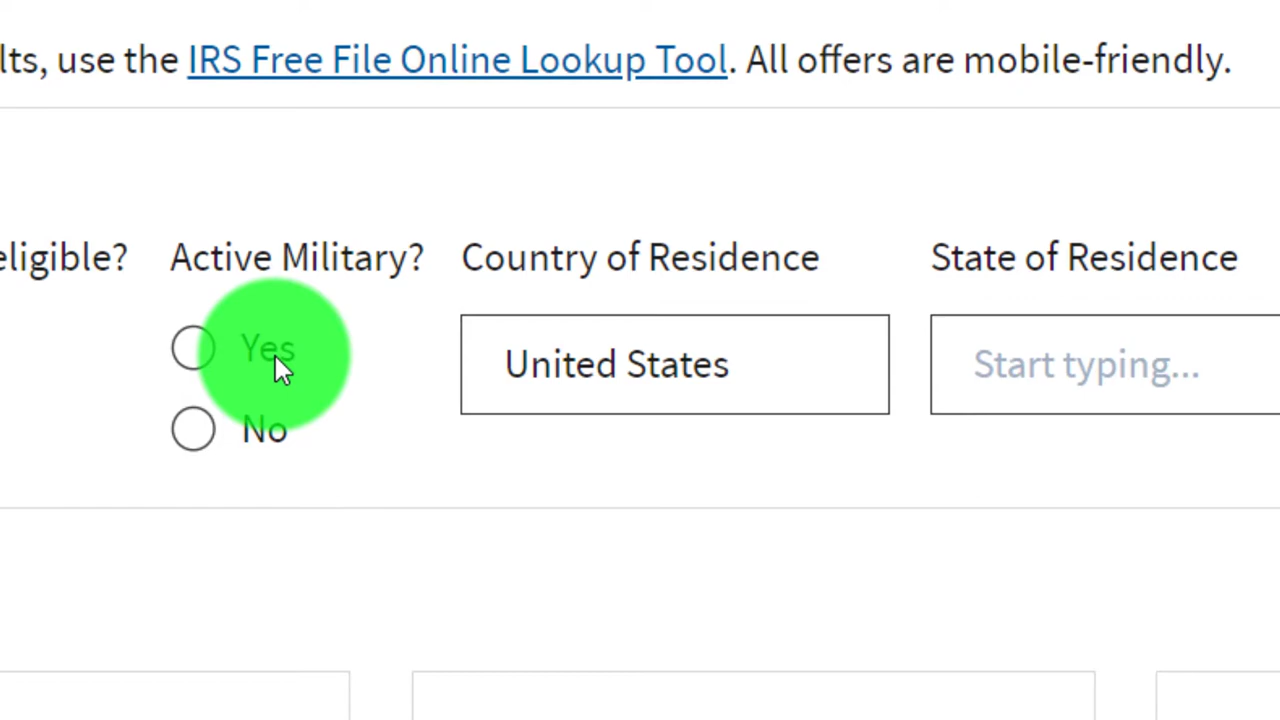 lts, use the IRS Free File Online Lookup Tool. All offers are mobile-friendly.
eligible? Active Military? Country of Residence State of Residence
Yes United States Start typing...
No